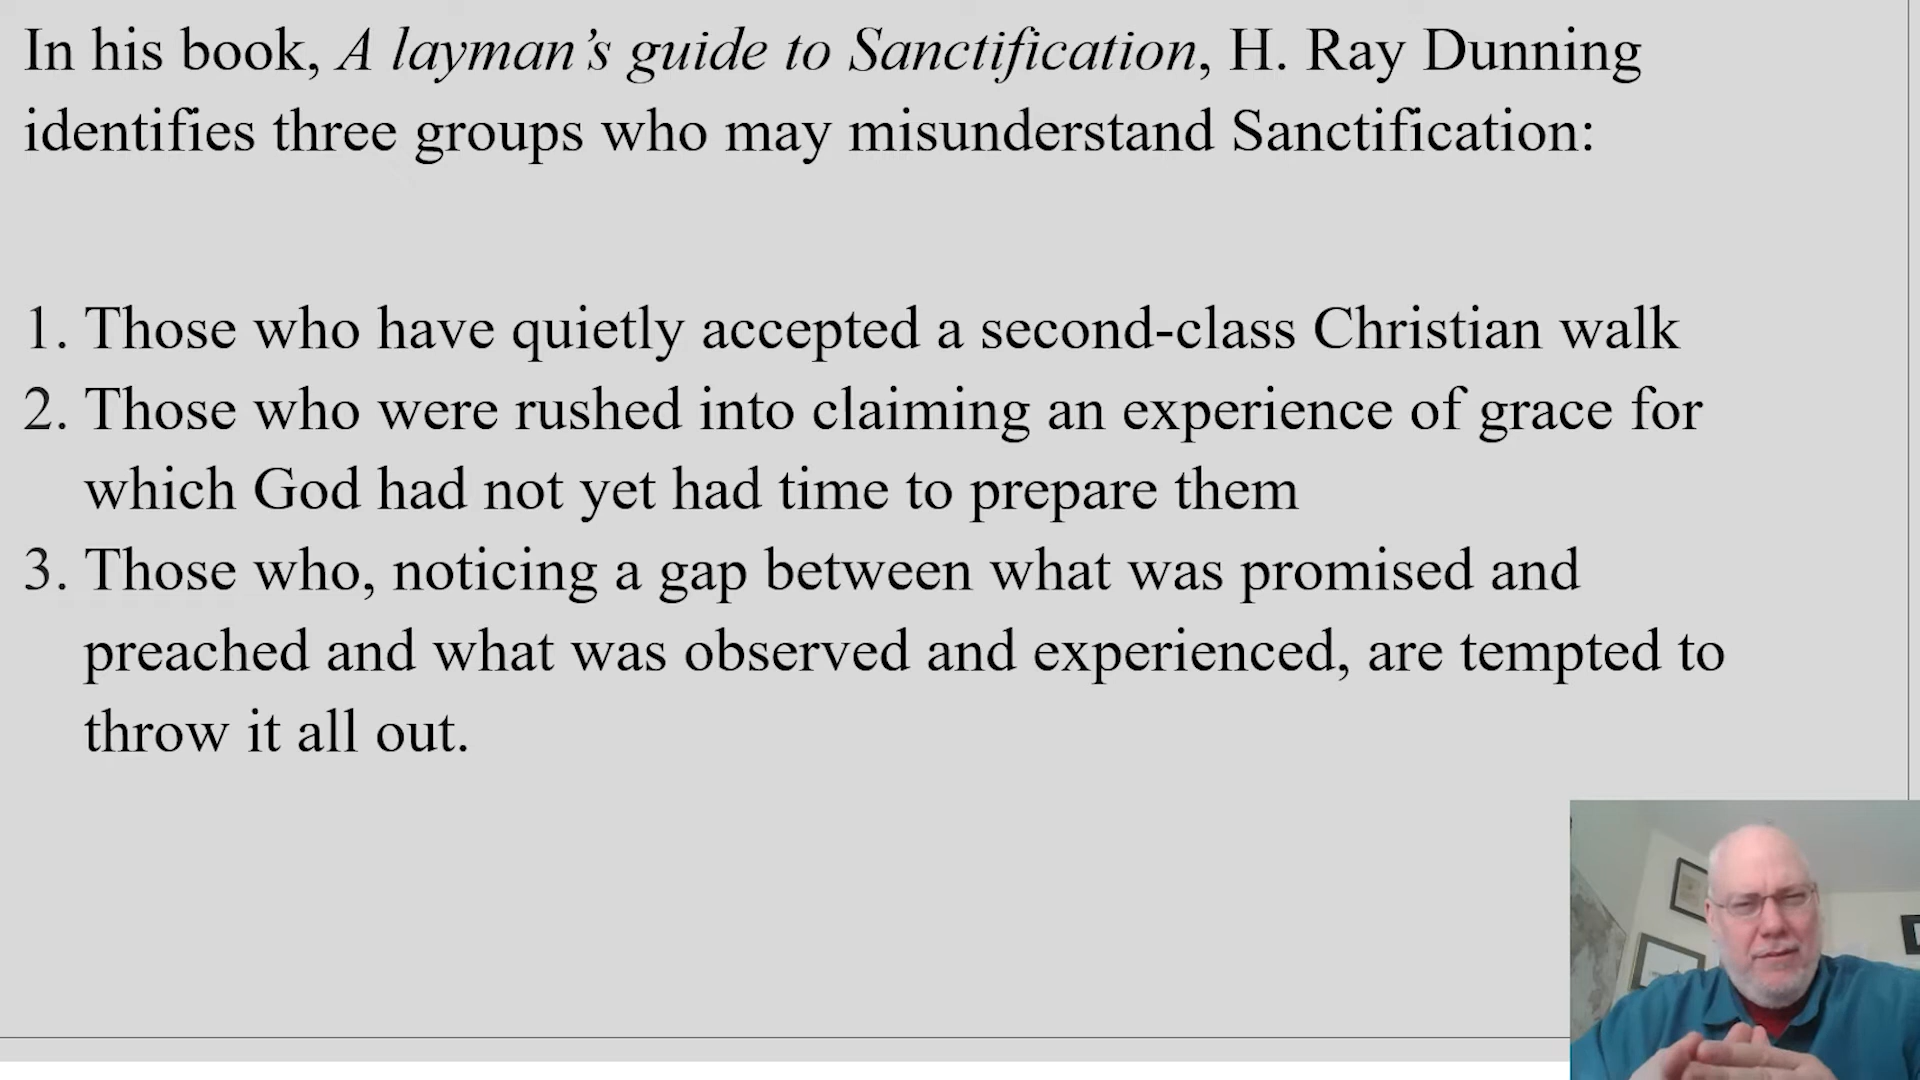 In his book, A layman’s guide to Sanctification, H. Ray Dunning
identifies three groups who may misunderstand Sanctification:
1. Those who have quietly accepted a second-class Christian walk
2. Those who were rushed into claiming an experience of grace for
which God had not yet had time to prepare them
3. Those who, noticing a gap between what was promised and
preached and what was observed and experienced, are tempted to
throw it all out.